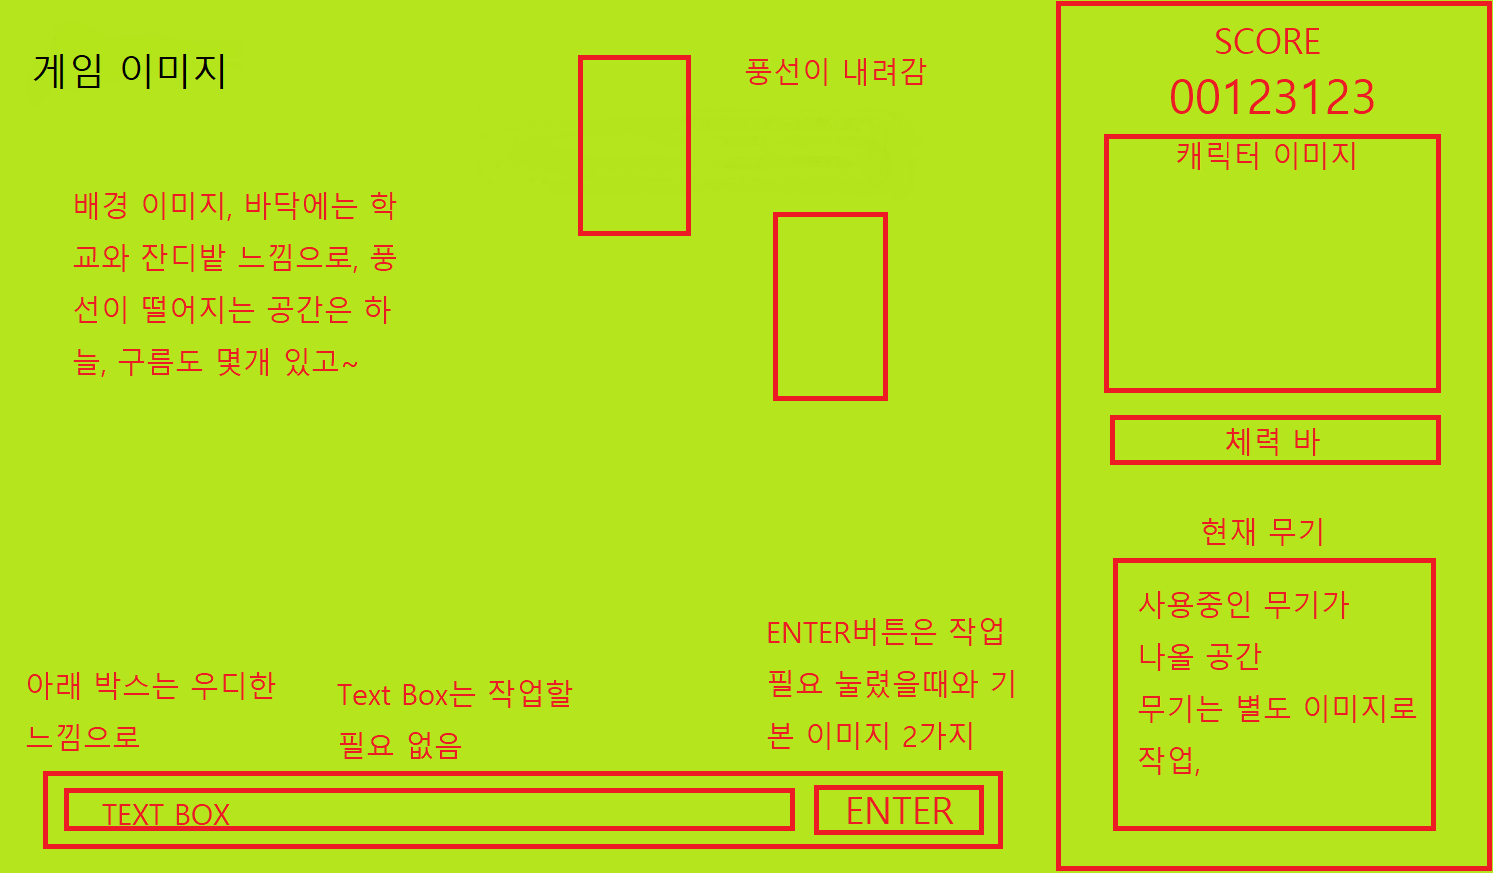 게임 이미지
풍선이 내려감
배경 이미지, 바닥에는 학
교와 잔디밭 느낌으로, 풍
선이 떨어지는 공간은 하
늘, 구름도 몇개 있고~
아래 박스는 우디한
느낌으로
Text Box는 작업할
필요 없음
ENTER버튼은 작업
필요 눌렸을때와 기
본 이미지 2가지
TEXT BOX
ENTER
SCORE
00123123
캐릭터 이미지
체력 바
현재 무기
사용중인 무기가
나올 공간
무기는 별도 이미지로
작업,